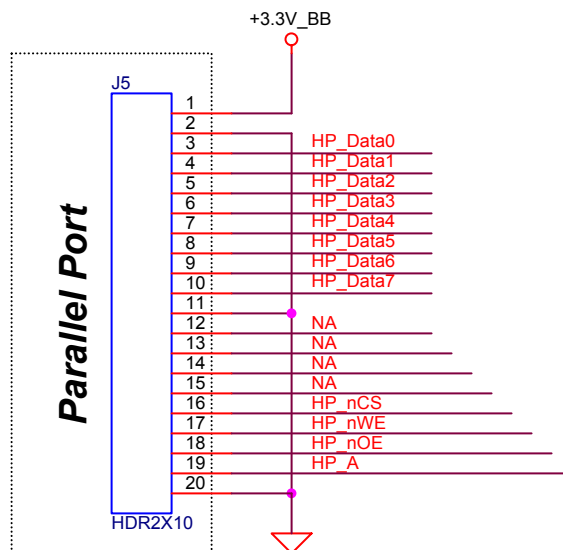 +3.3V_BB
J5
Parallel Port
1
2
3 HP_Data0
4 HP_Data1
5 HP_Data2
6 HP_Data3
7 HP_Data4
8 HP_Data5
9 HP_Data6
10 HP_Data7
11
12 NA
13 NA
14 NA
15 NA
16 HP_nCS
17 HP_nWE
18 HP_nOE
19 HP_A
20
HDR2X10